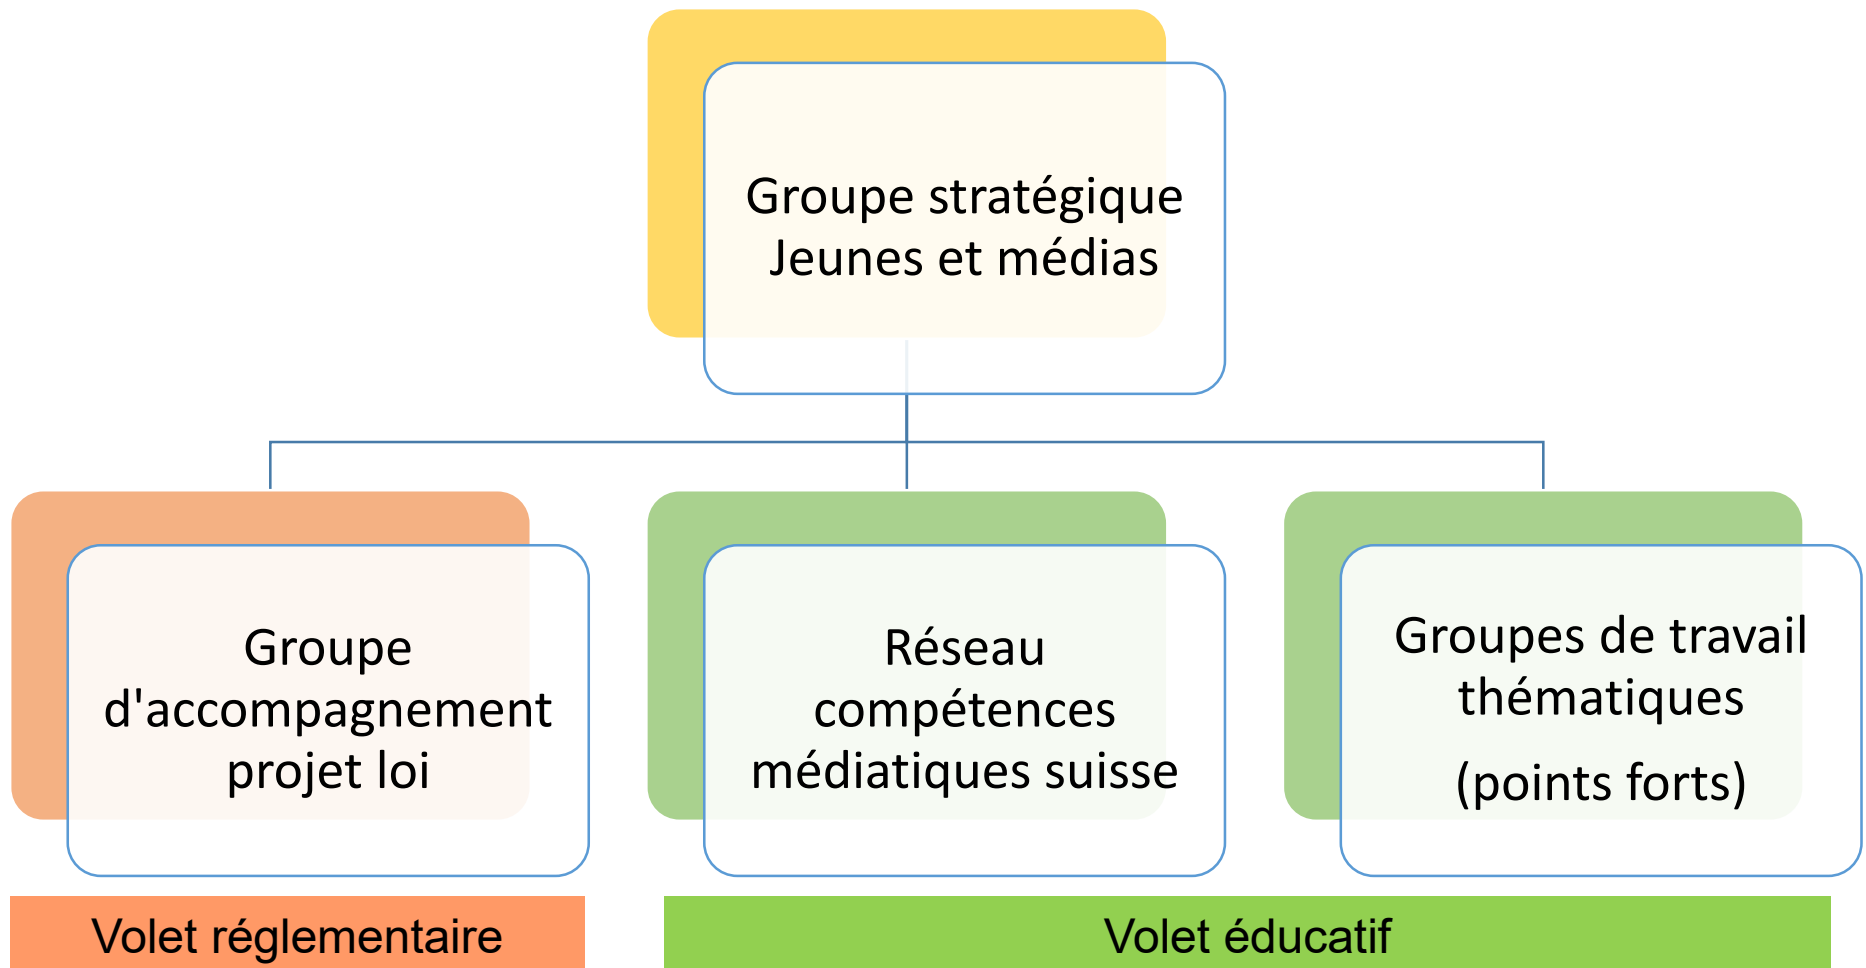 Groupe stratégique
Jeunes et médias
Groupe
d'accompagnement
projet loi
Réseau
compétences
médiatiques suisse
Groupes de travail
thématiques
(points forts)
Volet réglementaire
Volet éducatif